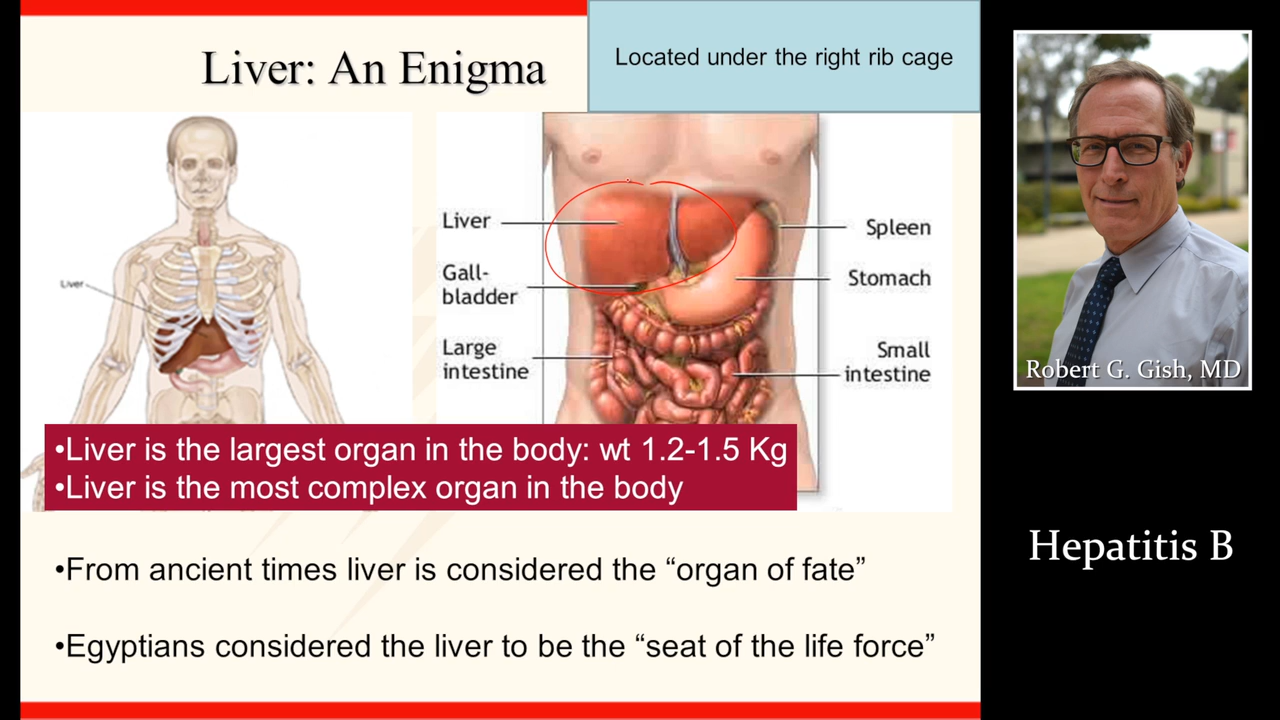 Liver: An Enigma
Located under the right rib cage
Liver
Liver
Gall-
bladder
Large
intestine
Spleen
Stomach
Small
intestine
•Liver is the largest organ in the body: wt 1.2-1.5 Kg
•Liver is the most complex organ in the body
•From ancient times liver is considered the “organ of fate”
•Egyptians considered the liver to be the “seat of the life force”
Robert G. Gish, MD
Hepatitis B